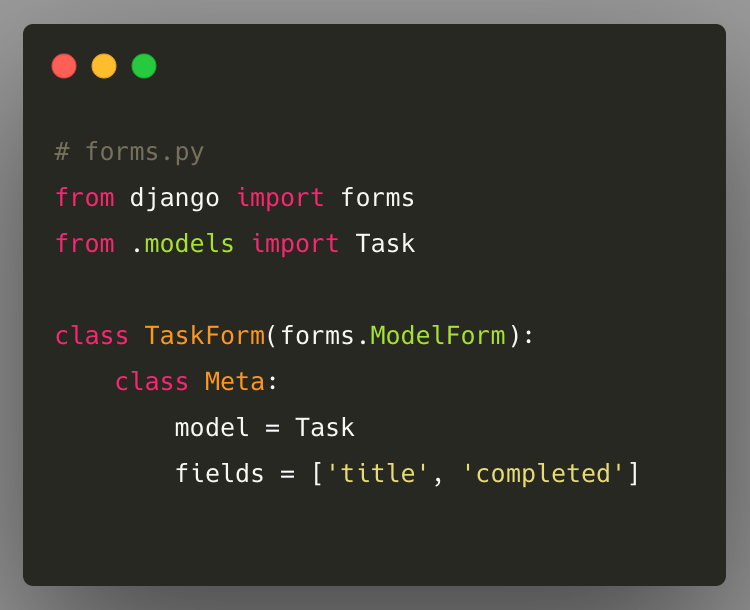 # forms.py
from django import forms
from .models import Task
class TaskForm(forms.ModelForm):
    class Meta:
        model = Task
        fields = ['title', 'completed']